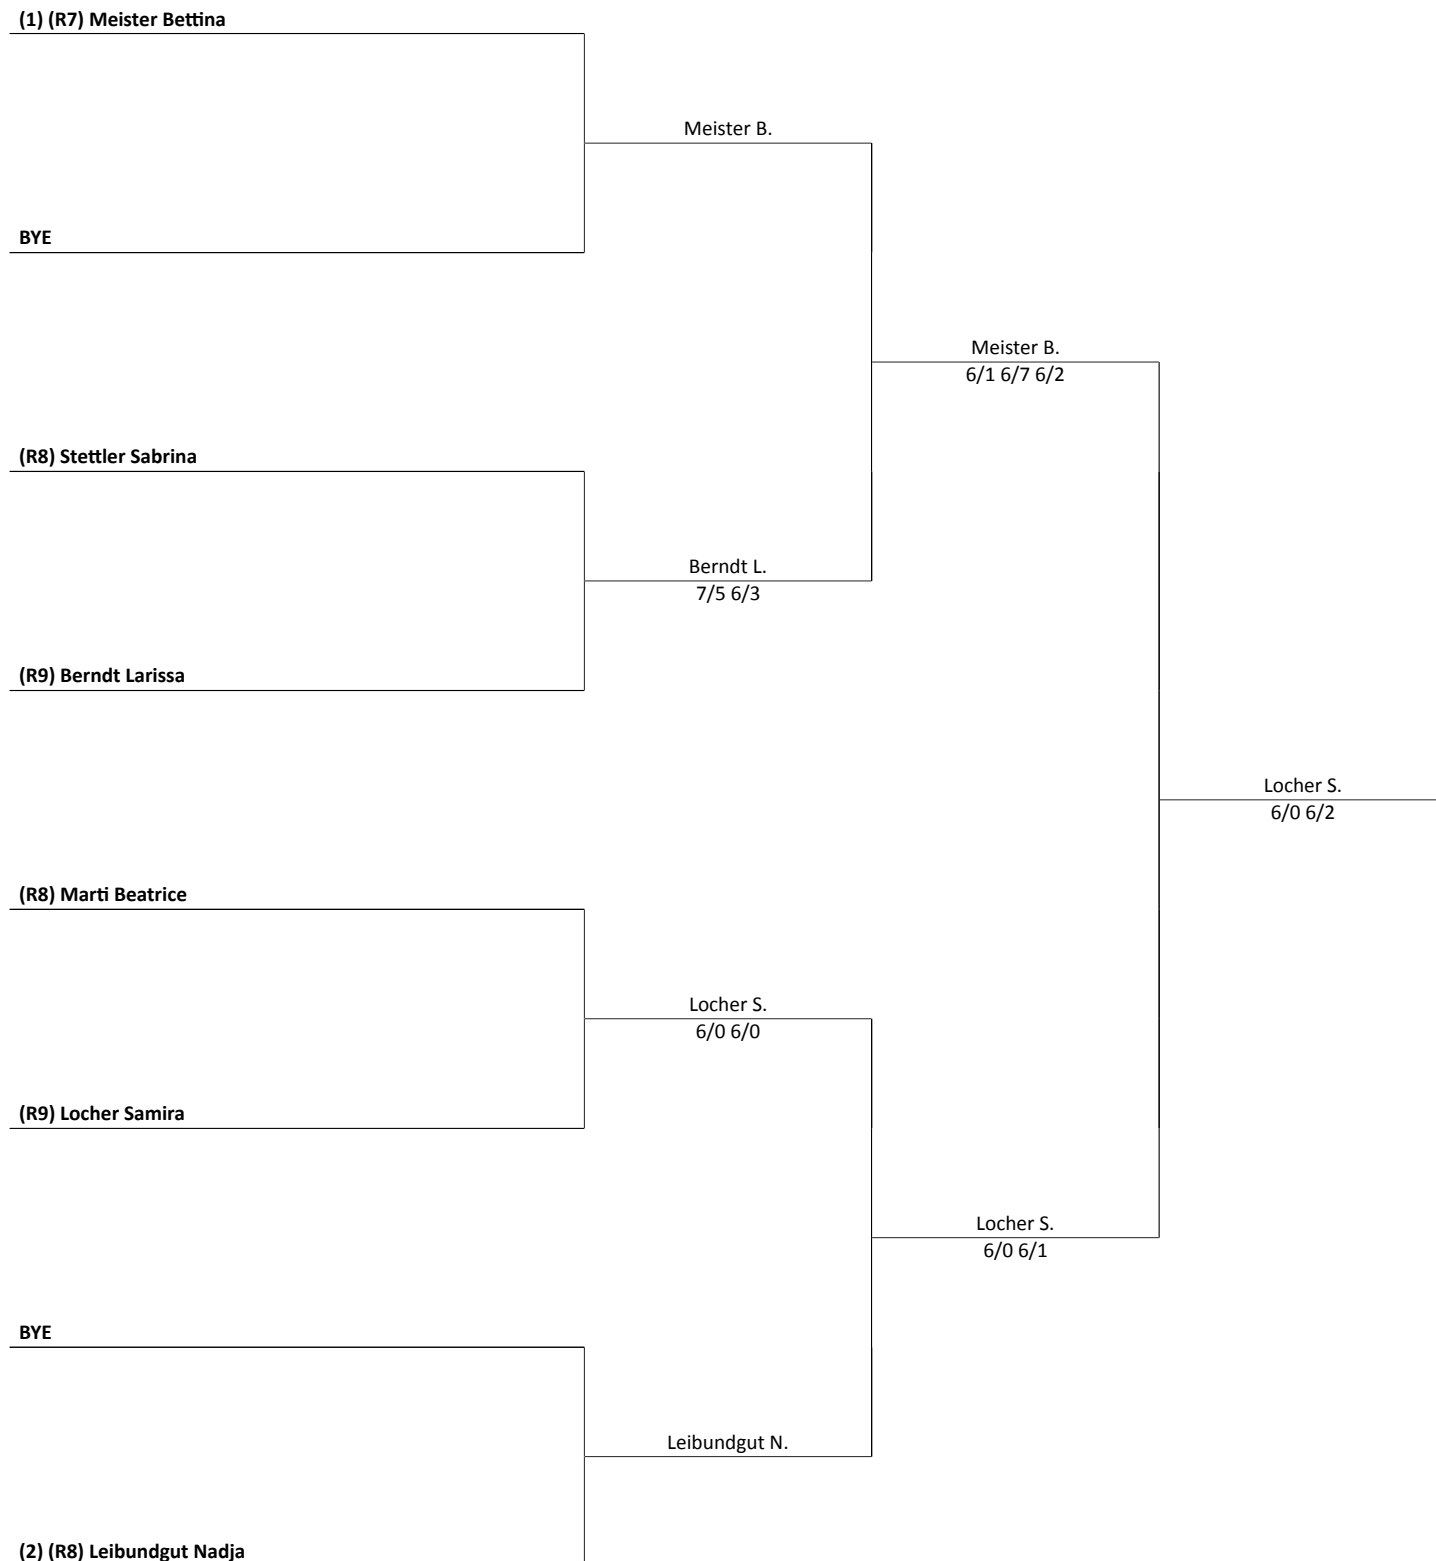 (1) (R7) Meister Bettina
Meister B.
BYE
Meister B.
6/1 6/7 6/2
(R8) Stettler Sabrina
Berndt L.
7/5 6/3
(R9) Berndt Larissa
Locher S.
6/0 6/2
(R8) Marti Beatrice
Locher S.
6/0 6/0
(R9) Locher Samira
Locher S.
6/0 6/1
BYE
Leibundgut N.
(2) (R8) Leibundgut Nadja